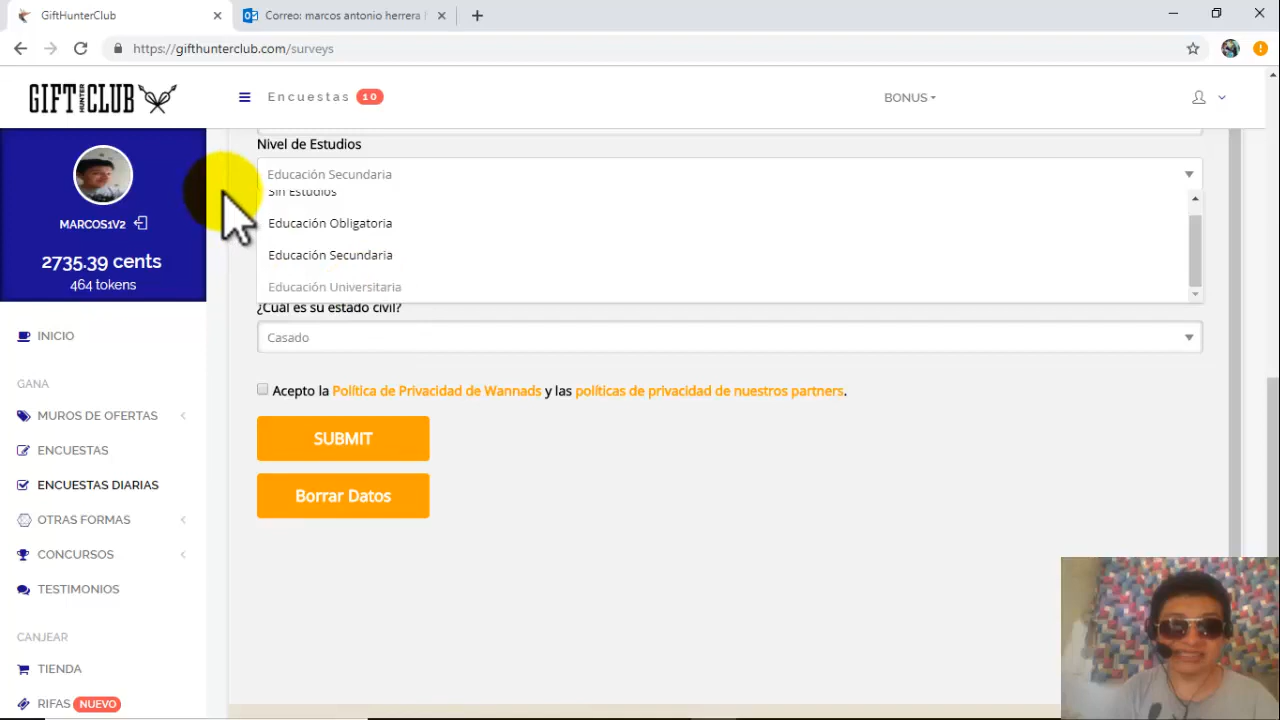 GiftHunterClub
Correo: marcos antonio herrera
https://gifthunterclub.com/surveys
GIFT HUNTER CLUB
Encuestas 10
BONUS
MARCOS1V2
2735.39 cents
464 tokens
INICIO
GANA
MUROS DE OFERTAS
ENCUESTAS
ENCUESTAS DIARIAS
OTRAS FORMAS
CONCURSOS
TESTIMONIOS
CANJEAR
TIENDA
RIFAS NUEVO
Nivel de Estudios
Educación Secundaria
Sin Estudios
Educación Obligatoria
Educación Secundaria
Educación Universitaria
¿Cuál es su estado civil?
Casado
Acepto la Política de Privacidad de Wannads y las políticas de privacidad de nuestros partners.
SUBMIT
Borrar Datos